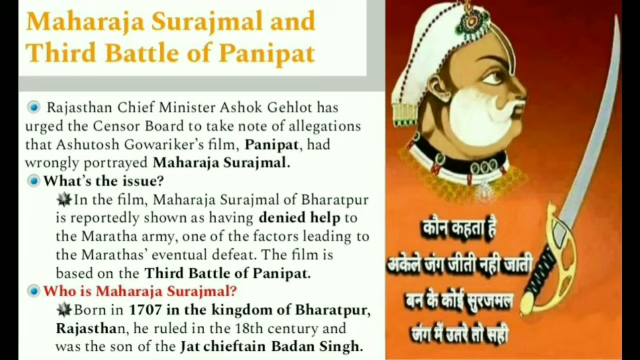 Maharaja Surajmal and
Third Battle of Panipat
Rajasthan Chief Minister Ashok Gehlot has
urged the Censor Board to take note of allegations
that Ashutosh Gowariker's film, Panipat, had
wrongly portrayed Maharaja Surajmal.
What's the issue?
In the film, Maharaja Surajmal of Bharatpur
is reportedly shown as having denied help to
the Maratha army, one of the factors leading to
the Marathas' eventual defeat. The film is
based on the Third Battle of Panipat.
Who is Maharaja Surajmal?
Born in 1707 in the kingdom of Bharatpur,
Rajasthan, he ruled in the 18th century and
was the son of the Jat chieftain Badan Singh.
कौन कहता है
अकेले जंग जीती नही जाती
बन के कोई सुरजमल
जंग में उतरे तो सही